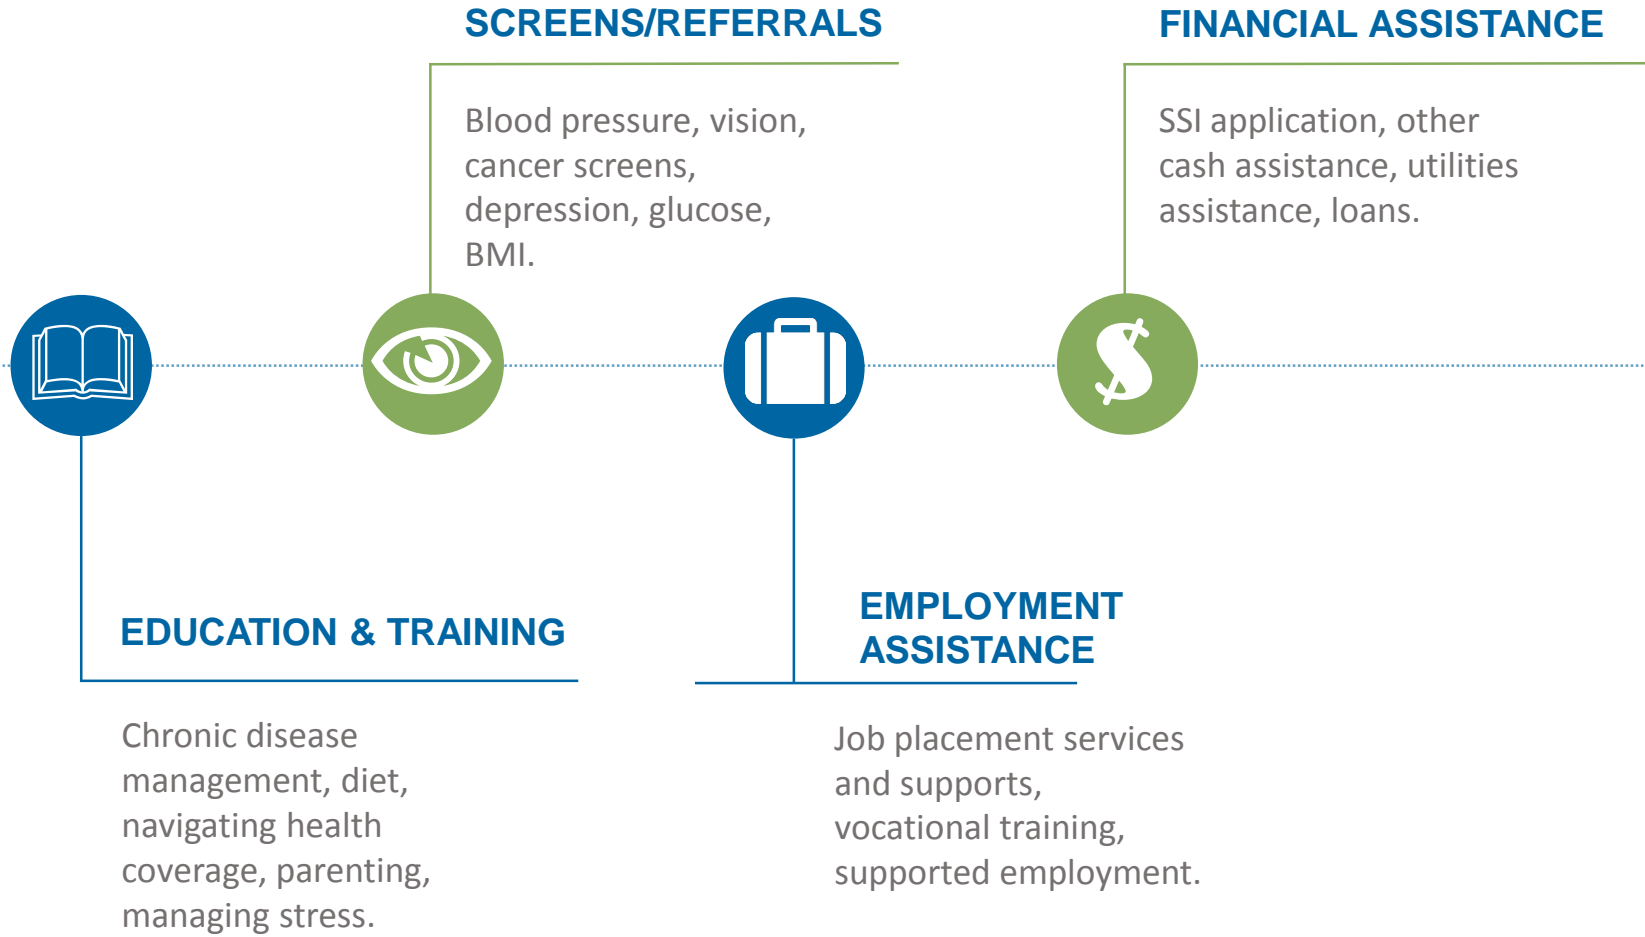 SCREENS/REFERRALS
Blood pressure, vision,
cancer screens,
depression, glucose,
BMI.
FINANCIAL ASSISTANCE
SSI application, other
cash assistance, utilities
assistance, loans.
EDUCATION & TRAINING
Chronic disease
management, diet,
navigating health
coverage, parenting,
managing stress.
EMPLOYMENT
ASSISTANCE
Job placement services
and supports,
vocational training,
supported employment.